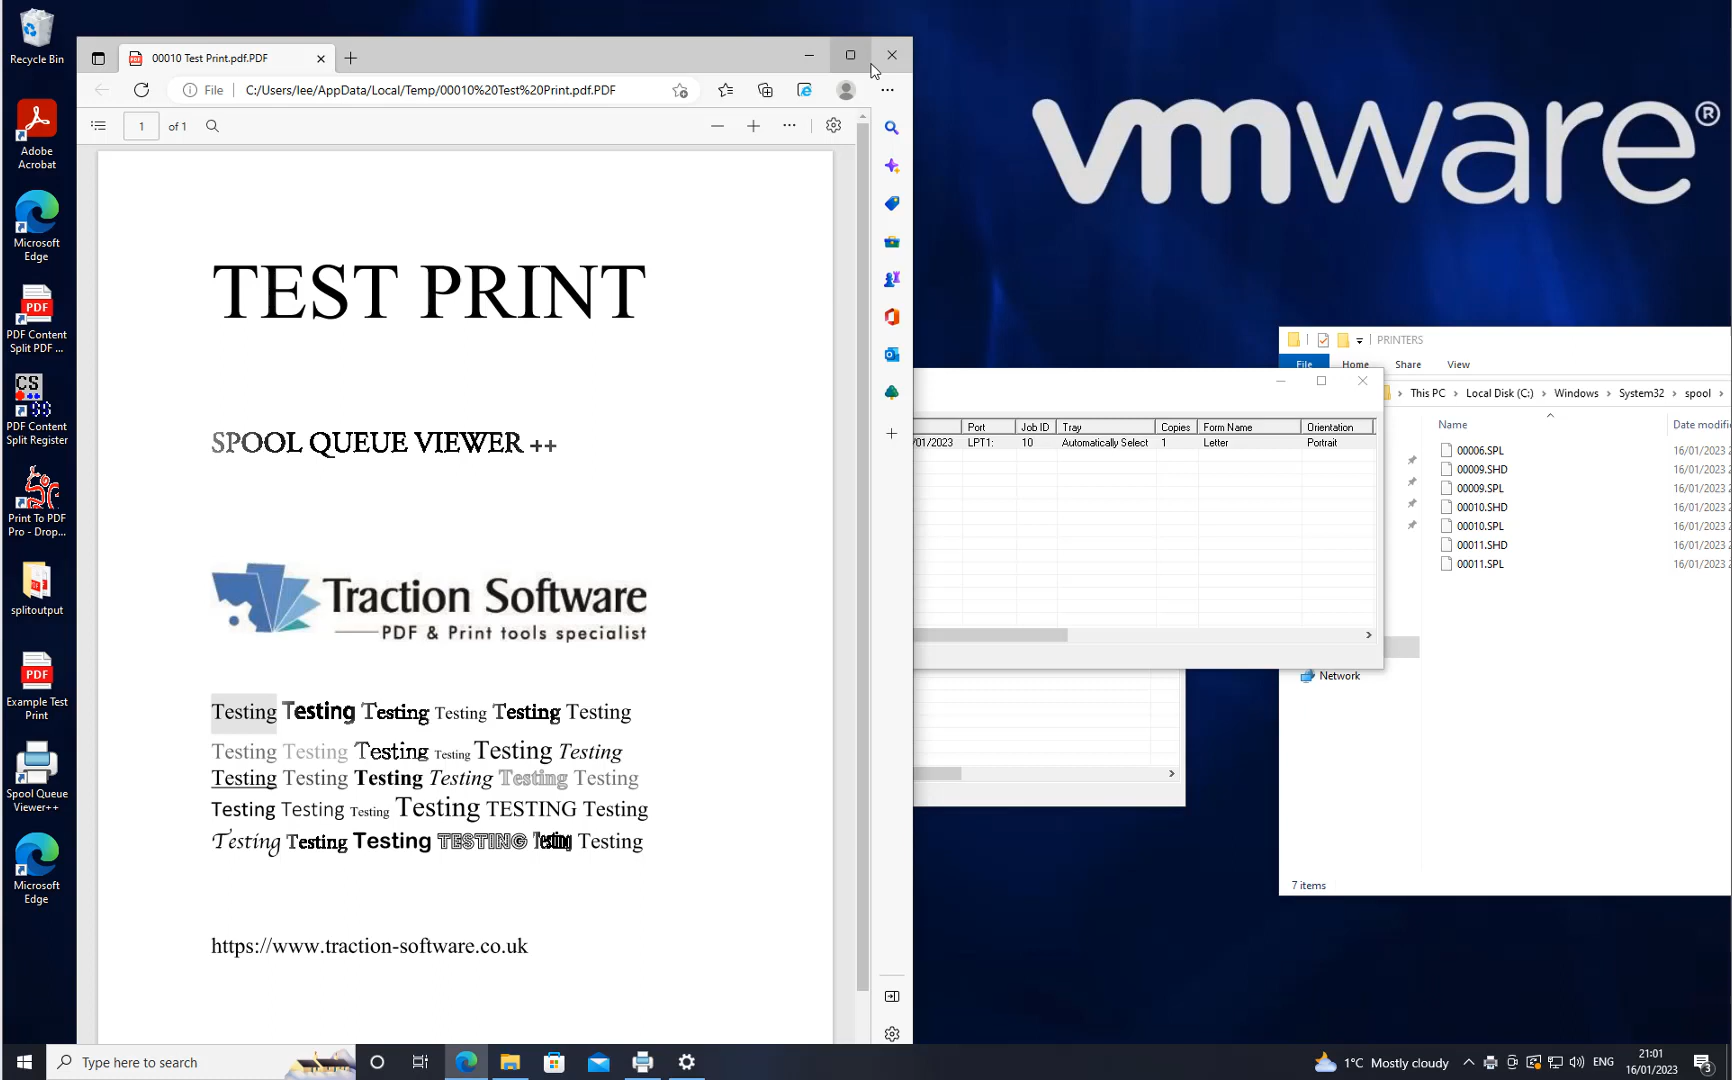 Recycle Bin
Adobe
Acrobat
Microsoft
Edge
PDF Content
Split PDF ...
PDF Content
Split Register
Print To PDF
Pro - Drop...
splitoutput
Example Test
Print
Spool Queue
Viewer++
Microsoft
Edge
00010 Test Print.pdf.PDF
File C:/Users/lee/AppData/Local/Temp/00010%20Test%20Print.pdf.PDF
1 of 1
TEST PRINT
SPOOL QUEUE VIEWER ++
Traction Software
PDF & Print tools specialist
Testing Testing Testing Testing Testing Testing
Testing Testing Testing Testing Testing Testing
Testing Testing Testing Testing Testing Testing
Testing Testing Testing Testing TESTING Testing
Testing Testing Testing TESTING Testing Testing
https://www.traction-software.co.uk
vmware®
Port Job ID Tray Copies Form Name Orientation
/01/2023 LPT1: 10 Automatically Select 1 Letter Portrait
PRINTERS
File Home Share View
This PC Local Disk (C:) Windows System32 spool
Name Date modifi
00006.SPL 16/01/2023 2
00009.SHD 16/01/2023 2
00009.SPL 16/01/2023 2
00010.SHD 16/01/2023 2
00010.SPL 16/01/2023 2
00011.SHD 16/01/2023 2
00011.SPL 16/01/2023 2
Network
7 items
Type here to search
1°C Mostly cloudy ENG 21:01
16/01/2023
3